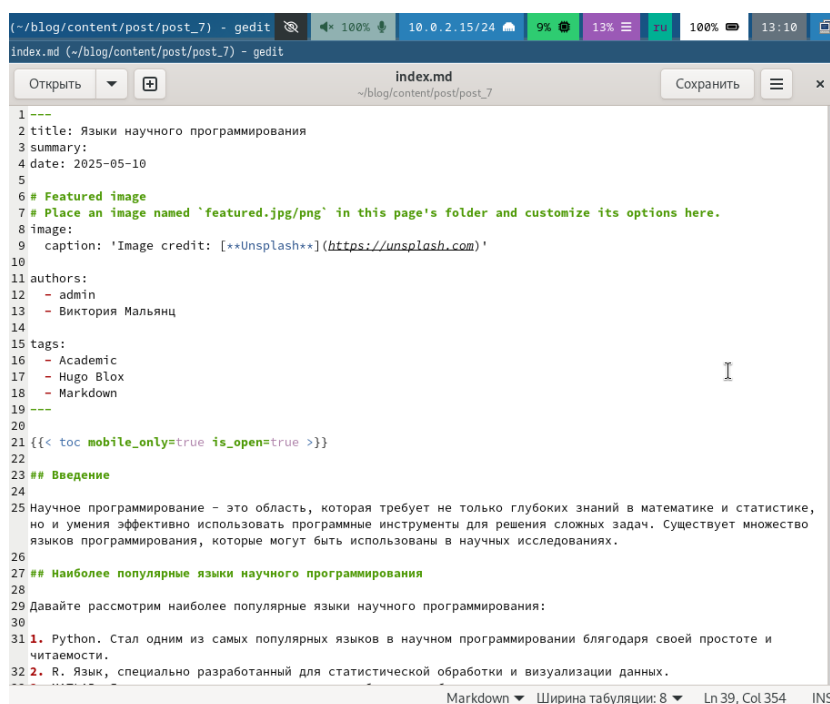 (~/blog/content/post/post_7) - gedit 100% 10.0.2.15/24 9% 13% ru 100% 13:10
index.md (~/blog/content/post/post_7) - gedit
Открыть index.md Сохранить
~/blog/content/post/post_7
1 ---
2 title: Языки научного программирования
3 summary:
4 date: 2025-05-10
5
6 # Featured image
7 # Place an image named `featured.jpg/png` in this page's folder and customize its options here.
8 image:
9   caption: 'Image credit: [**Unsplash**](https://unsplash.com)'
10
11 authors:
12   - admin
13   - Виктория Мальянц
14
15 tags:
16   - Academic
17   - Hugo Blox
18   - Markdown
19 ---
20
21 {{< toc mobile_only=true is_open=true >}}
22
23 ## Введение
24
25 Научное программирование - это область, которая требует не только глубоких знаний в математике и статистике,
но и умения эффективно использовать программные инструменты для решения сложных задач. Существует множество
языков программирования, которые могут быть использованы в научных исследованиях.
26
27 ## Наиболее популярные языки научного программирования
28
29 Давайте рассмотрим наиболее популярные языки научного программирования:
30
31 1. Python. Стал одним из самых популярных языков в научном программировании блягодаря своей простоте и
читаемости.
32 2. R. Язык, специально разработанный для статистической обработки и визуализации данных.
Markdown Ширина табуляции: 8 Ln 39, Col 354 INS